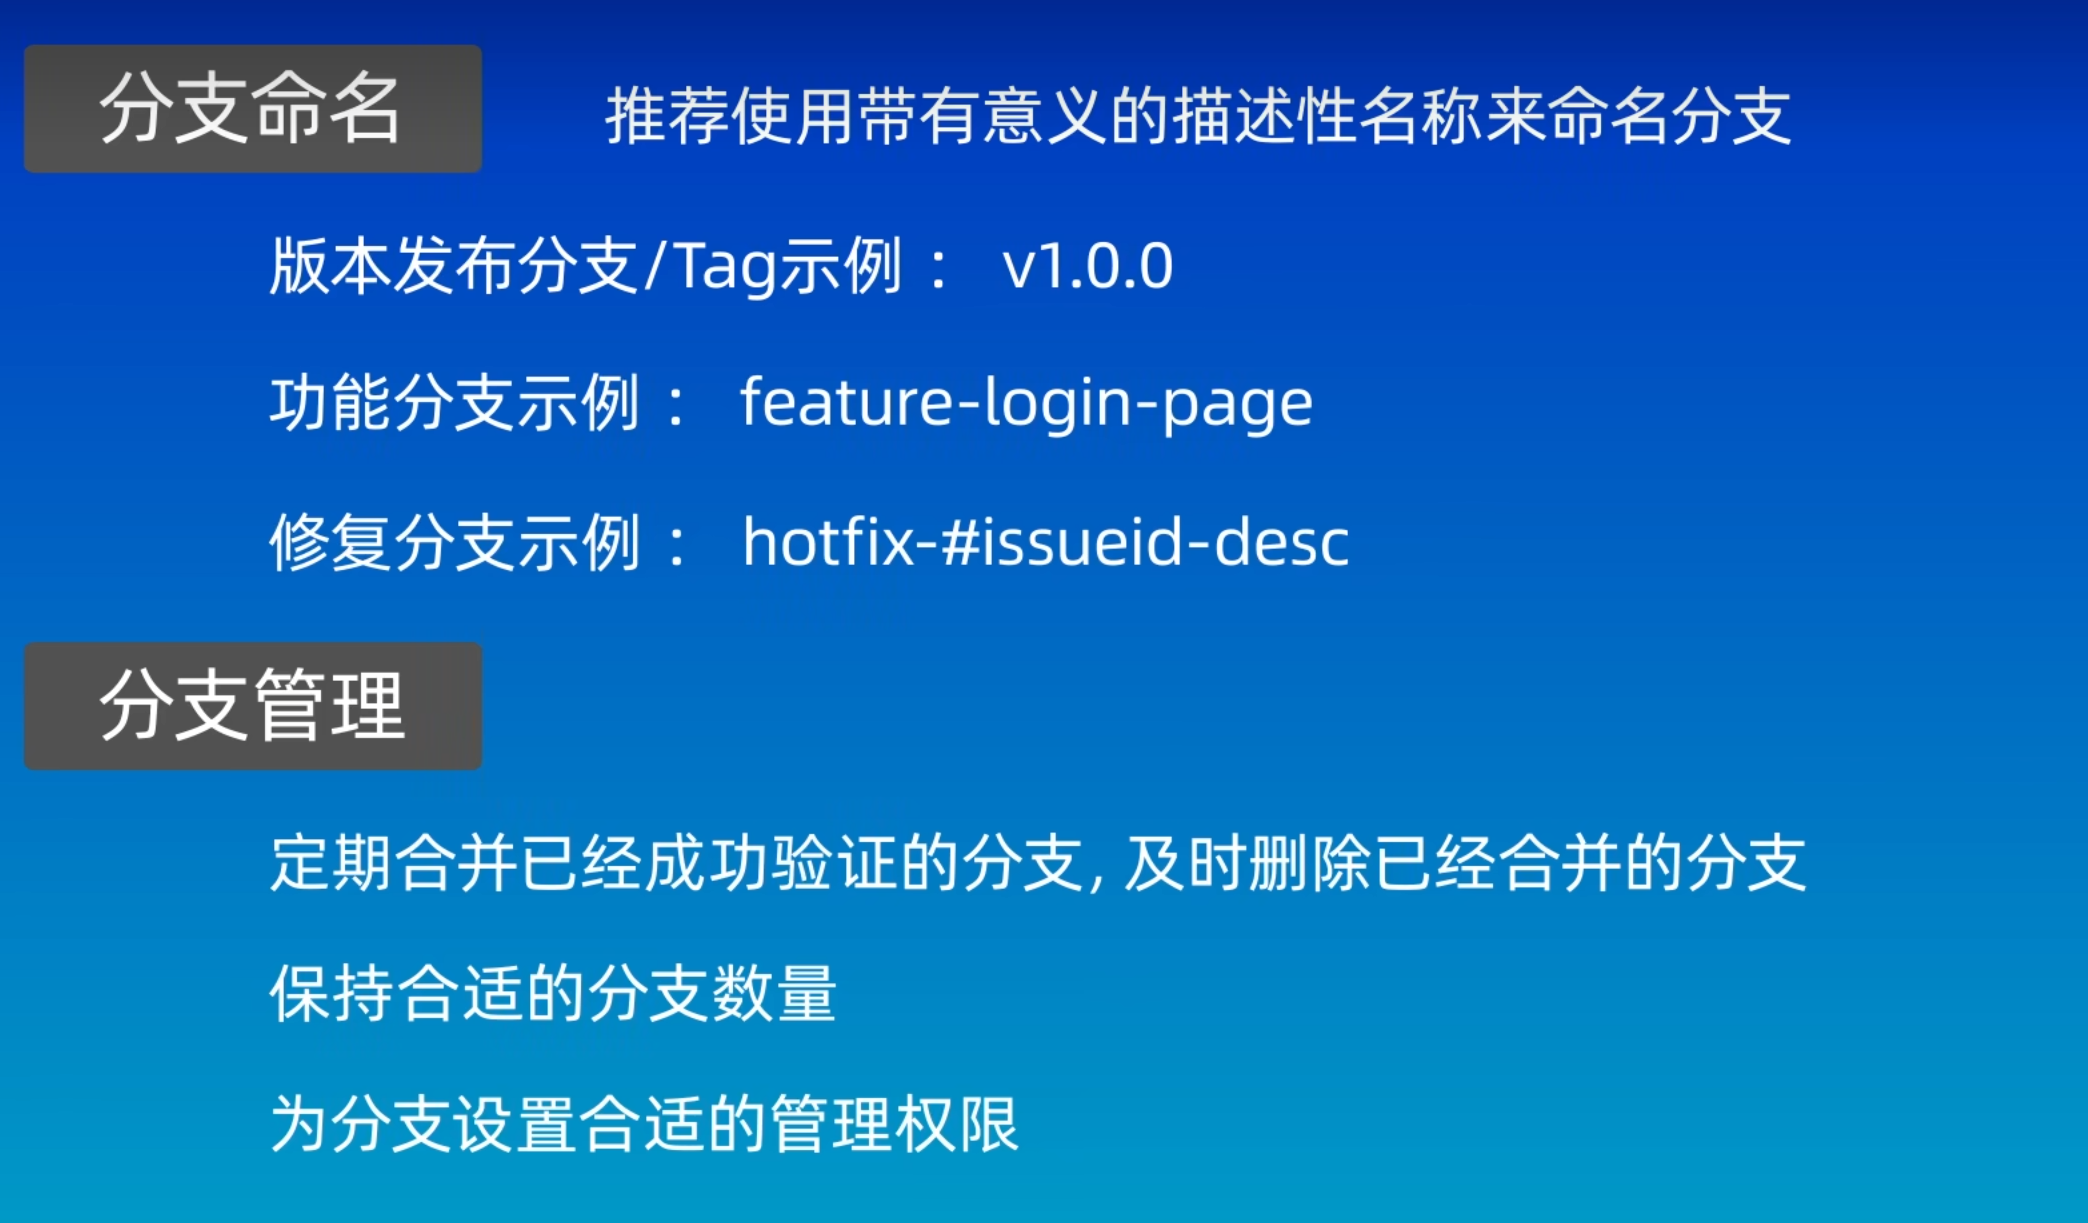 分支命名
推荐使用带有意义的描述性名称来命名分支
版本发布分支/Tag示例： v1.0.0
功能分支示例： feature-login-page
修复分支示例： hotfix-#issueid-desc
分支管理
定期合并已经成功验证的分支, 及时删除已经合并的分支
保持合适的分支数量
为分支设置合适的管理权限